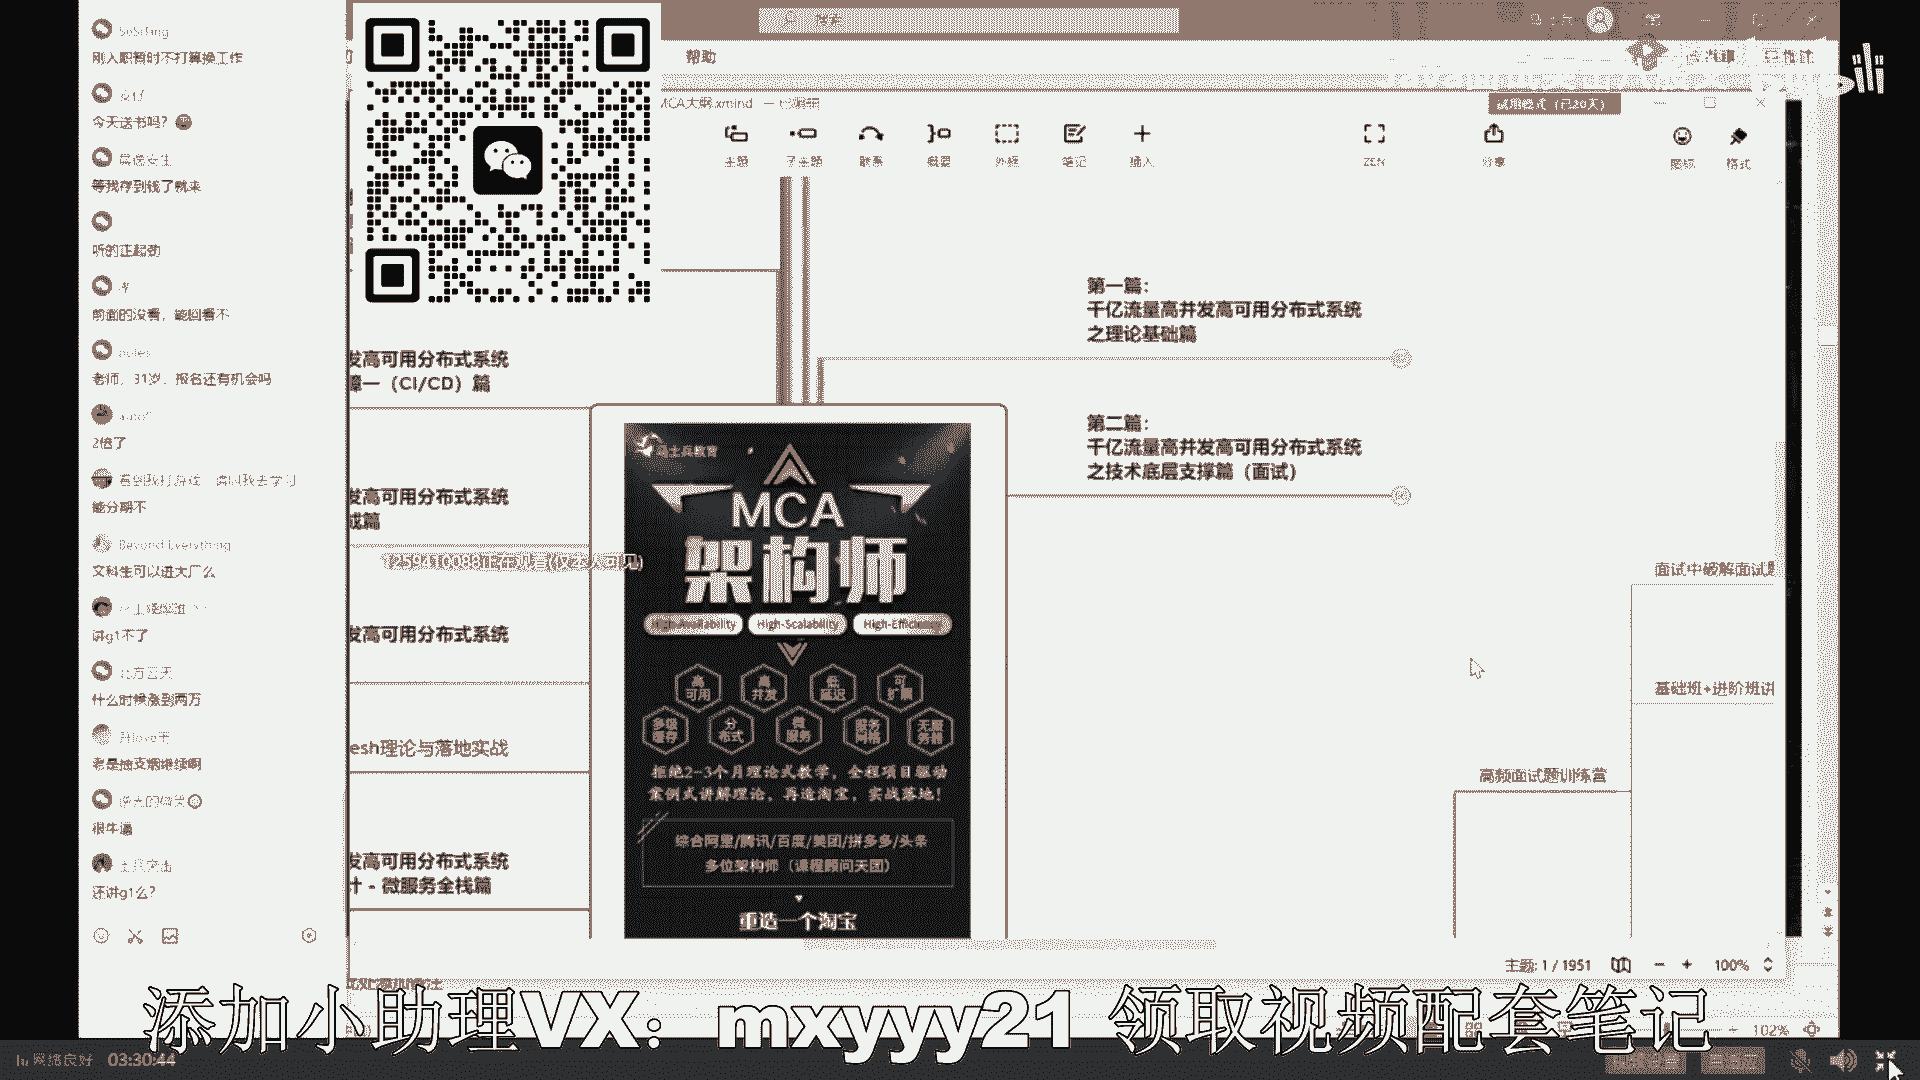 刚入职暂时不打算换工作
今天送书吗？
等我存到钱了就来
听的正起劲
前面的没看，能回看不
老师，31岁，报名还有机会吗
2倍了
能分期不
Beyond Everything
文科生可以进大厂么
讲g1不了
北方云天
什么时候涨到两万
老是抽支烟继续啊
很牛逼
还讲g1么？
搜索
帮助
MCA大纲.xmind — 已编辑
试用模式（已20天）
主题
子主题
联系
概要
外框
笔记
插入
ZEN
分享
图标
格式
第一篇：
千亿流量高并发高可用分布式系统
之理论基础篇
第二篇：
千亿流量高并发高可用分布式系统
之技术底层支撑篇（面试）
发高可用分布式系统
障一（CI/CD）篇
发高可用分布式系统
成篇
发高可用分布式系统
esh理论与落地实战
发高可用分布式系统
计 - 微服务全栈篇
1259410088正在观看(仅本人可见)
马士兵教育
MCA
架构师
High-Availability
High-Scalability
High-Efficiency
高可用
高并发
低延迟
可扩展
多级缓存
分布式
微服务
服务网格
无服务器
拒绝2-3个月理论式教学，全程项目驱动
案例式讲解理论，再造淘宝，实战落地！
综合阿里/腾讯/百度/美团/拼多多/头条
多位架构师（课程顾问天团）
重造一个淘宝
面试中破解面试题
基础班+进阶班讲
高频面试题训练营
主题: 1 / 1951
100%
添加小助理VX：mxyyy21 领取视频配套笔记
102%
网络良好 03:30:44